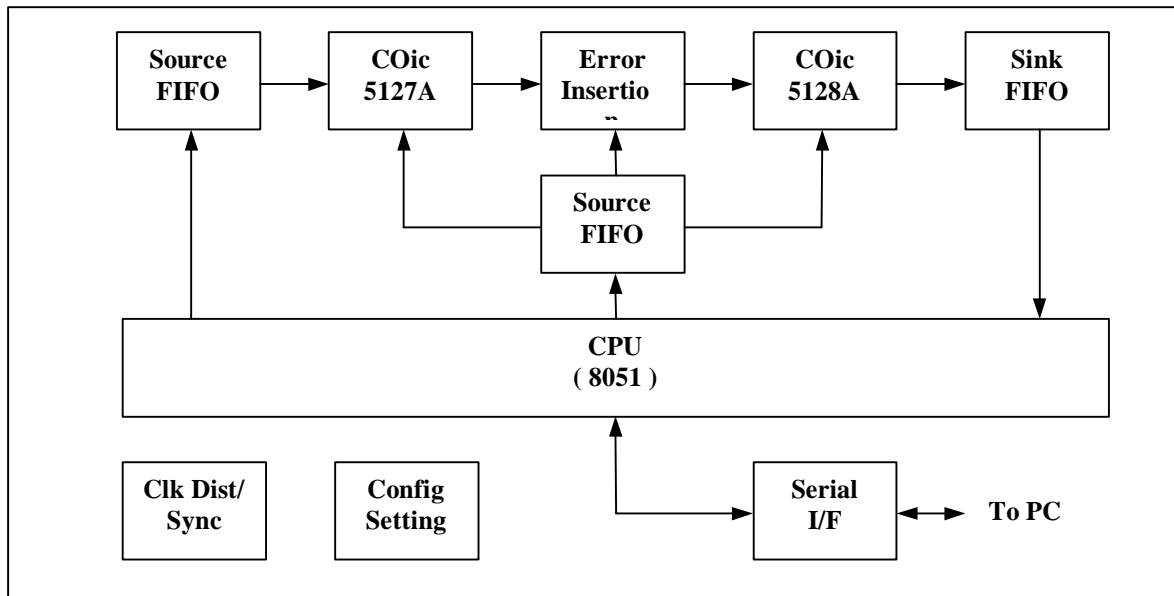 Source
FIFO
COic
5127A
Error
Insertio
n
COic
5128A
Sink
FIFO
Source
FIFO
CPU
( 8051 )
Clk Dist/
Sync
Config
Setting
Serial
I/F
To PC